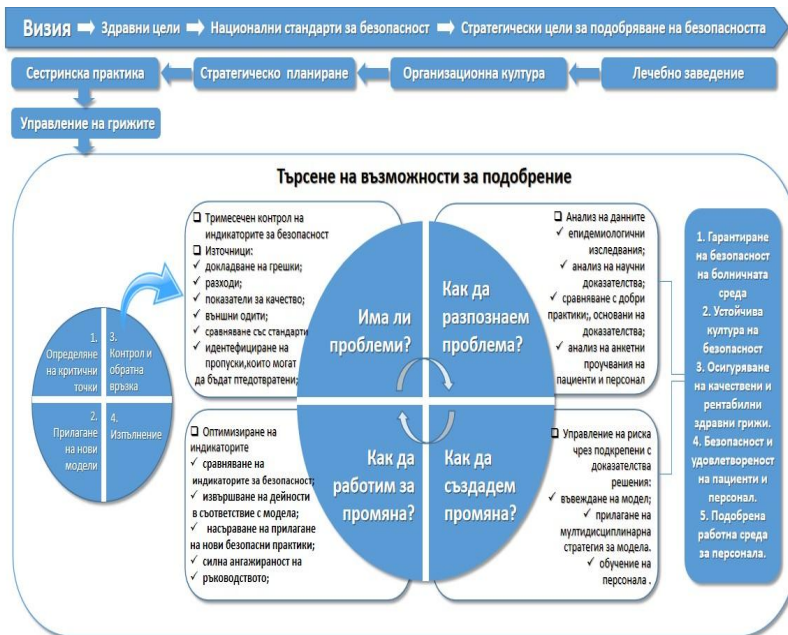 Визия Здравни цели Национални стандарти за безопасност Стратегически цели за подобряване на безопасността
Сестринска практика Стратегическо планиране Организационна култура Лечебно заведение
Управление на грижите
Търсене на възможности за подобрение
1.
Определяне
на критични
точки
3.
Контрол и
обратна
връзка
2.
Прилагане
на нови
модели
4.
Изпълнение
Тримесечен контрол на
индикаторите за безопасност
Източници:
докладване на грешки;
разходи;
показатели за качество;
външни одити;
сравняване със стандарти
идентефициране на
пропуски,които могат
да бъдат птедотвратени;
Има ли
проблеми?
Как да
разпознаем
проблема?
Анализ на данните
епидемиологични
изследвания;
анализ на научни
доказателства;
сравняване с добри
практики;, основани на
доказателства;
анализ на анкетни
проучвания на
пациенти и персонал
Оптимизиране на
индикаторите
сравняване на
индикаторите за безопасност;
извършване на дейности
в съответствие с модела;
насъраване на прилагане
на нови безопасни практики;
силна ангажираност на
ръководството;
Как да
работим за
промяна?
Как да
създадем
промяна?
Управление на риска
чрез подкрепени с
доказателства
решения:
въвеждане на модел;
прилагане на
мултидисциплинарна
стратегия за модела.
обучение на
персонала .
1. Гарантиране
на безопасност
на болничната
среда
2. Устойчива
култура на
безопасност
3. Осигуряване
на качествени и
рентабилни
здравни грижи.
4. Безопасност и
удовлетвореност
на пациенти и
персонал.
5. Подобрена
работна среда
за персонала.